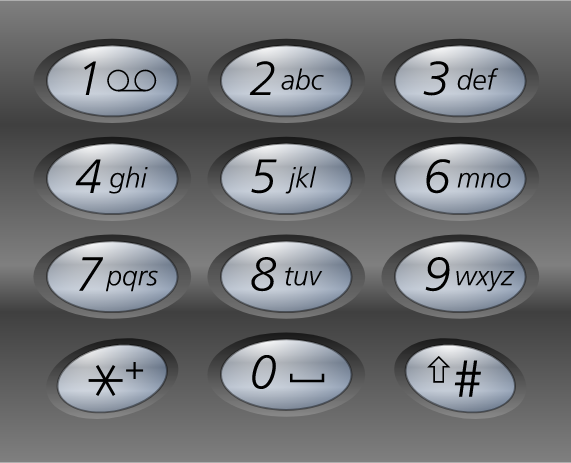 1
2 abc
3 def
4 ghi
5 jkl
6 mno
7 pqrs
8 tuv
9 wxyz
*+
0
⇧#